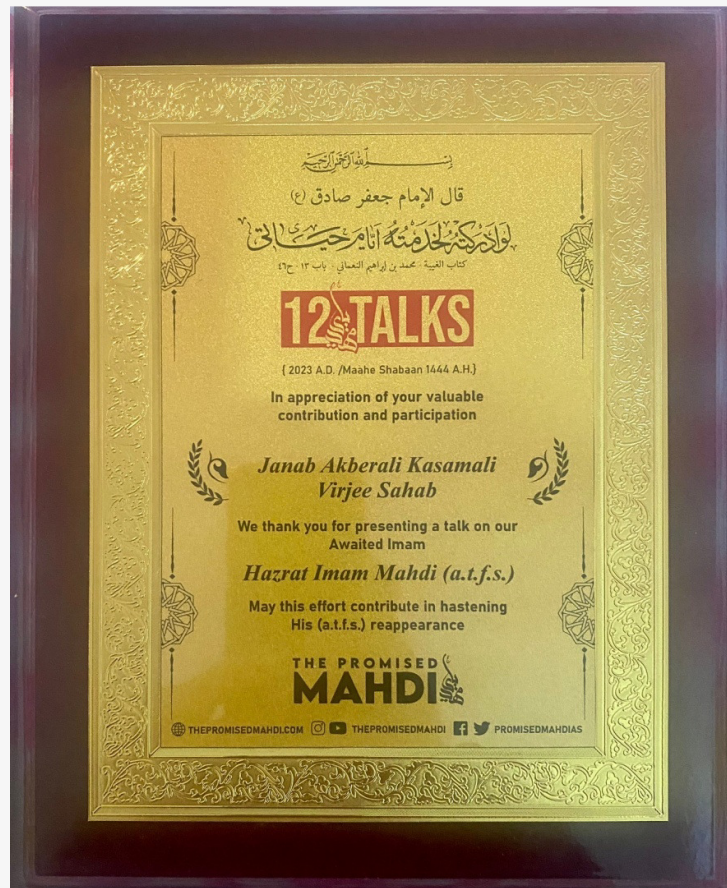 بسم الله الرحمن الرحيم
قال الإمام جعفر صادق (ع)
لو ادركته لخدمته أيام حياتي
كتاب الغيبة - محمد بن إبراهيم النعماني - باب ١٣ - ح٤٦
12 TALKS
{ 2023 A.D. /Maahe Shabaan 1444 A.H.}
In appreciation of your valuable
contribution and participation
Janab Akberali Kasamali
Virjee Sahab
We thank you for presenting a talk on our
Awaited Imam
Hazrat Imam Mahdi (a.t.f.s.)
May this effort contribute in hastening
His (a.t.f.s.) reappearance
THE PROMISED
MAHDI
THEPROMISEDMAHDI.COM THEPROMISEDMAHDI PROMISEDMAHDIAS